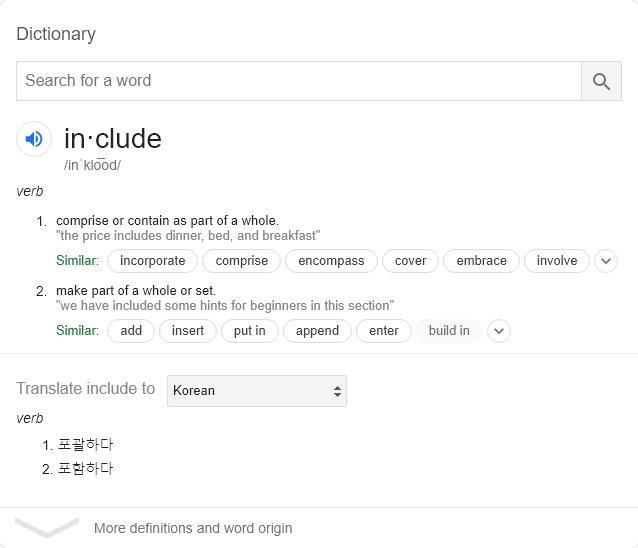 Dictionary
Search for a word
in·clude
/inˈklo͞od/
verb
1. comprise or contain as part of a whole.
"the price includes dinner, bed, and breakfast"
Similar: incorporate comprise encompass cover embrace involve
2. make part of a whole or set.
"we have included some hints for beginners in this section"
Similar: add insert put in append enter build in
Translate include to Korean
verb
1. 포괄하다
2. 포함하다
More definitions and word origin